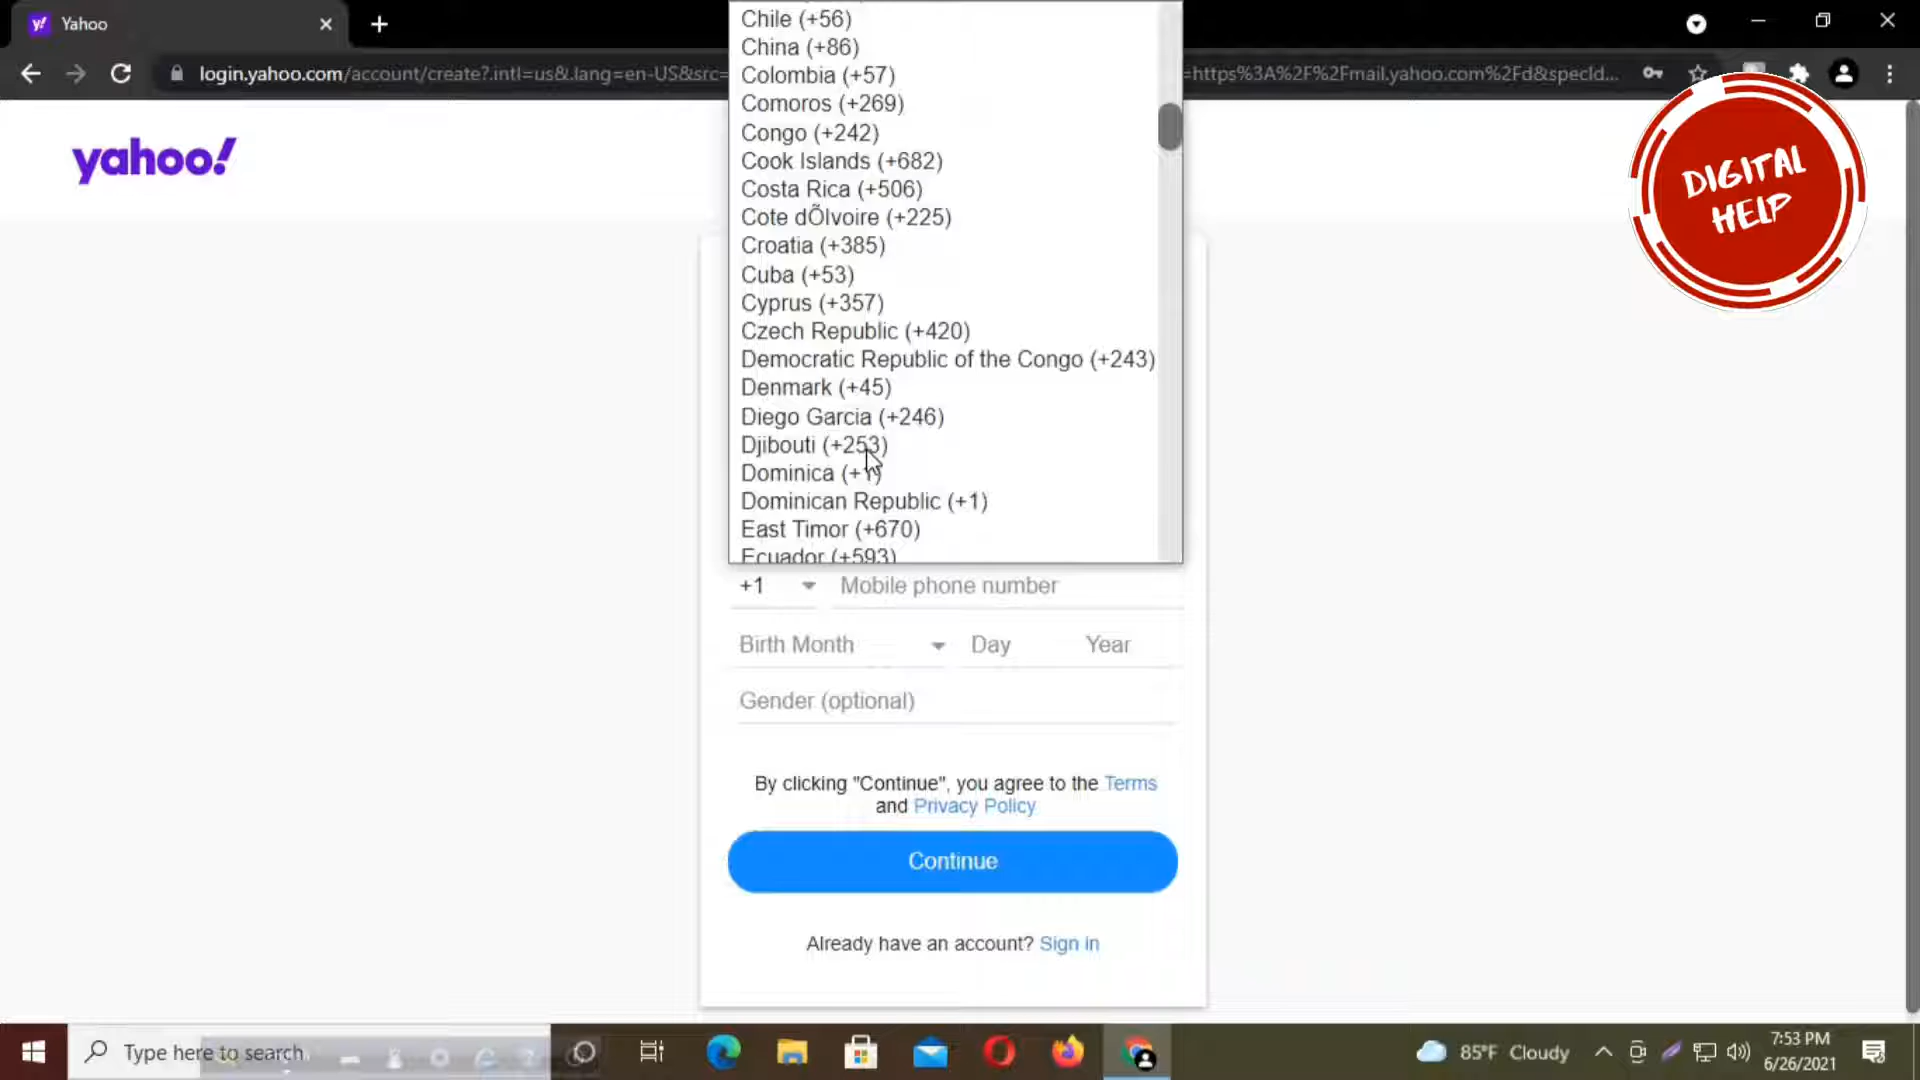 Yahoo
login.yahoo.com/account/create?.intl=us&.lang=en-US&src=
=https%3A%2F%2Fmail.yahoo.com%2Fd&specId...
yahoo!
DIGITAL
HELP
Chile (+56)
China (+86)
Colombia (+57)
Comoros (+269)
Congo (+242)
Cook Islands (+682)
Costa Rica (+506)
Cote dÕIvoire (+225)
Croatia (+385)
Cuba (+53)
Cyprus (+357)
Czech Republic (+420)
Democratic Republic of the Congo (+243)
Denmark (+45)
Diego Garcia (+246)
Djibouti (+253)
Dominica (+1)
Dominican Republic (+1)
East Timor (+670)
Ecuador (+593)
+1 Mobile phone number
Birth Month Day Year
Gender (optional)
By clicking "Continue", you agree to the Terms
and Privacy Policy
Continue
Already have an account? Sign in
Type here to search
85°F Cloudy
7:53 PM
6/26/2021